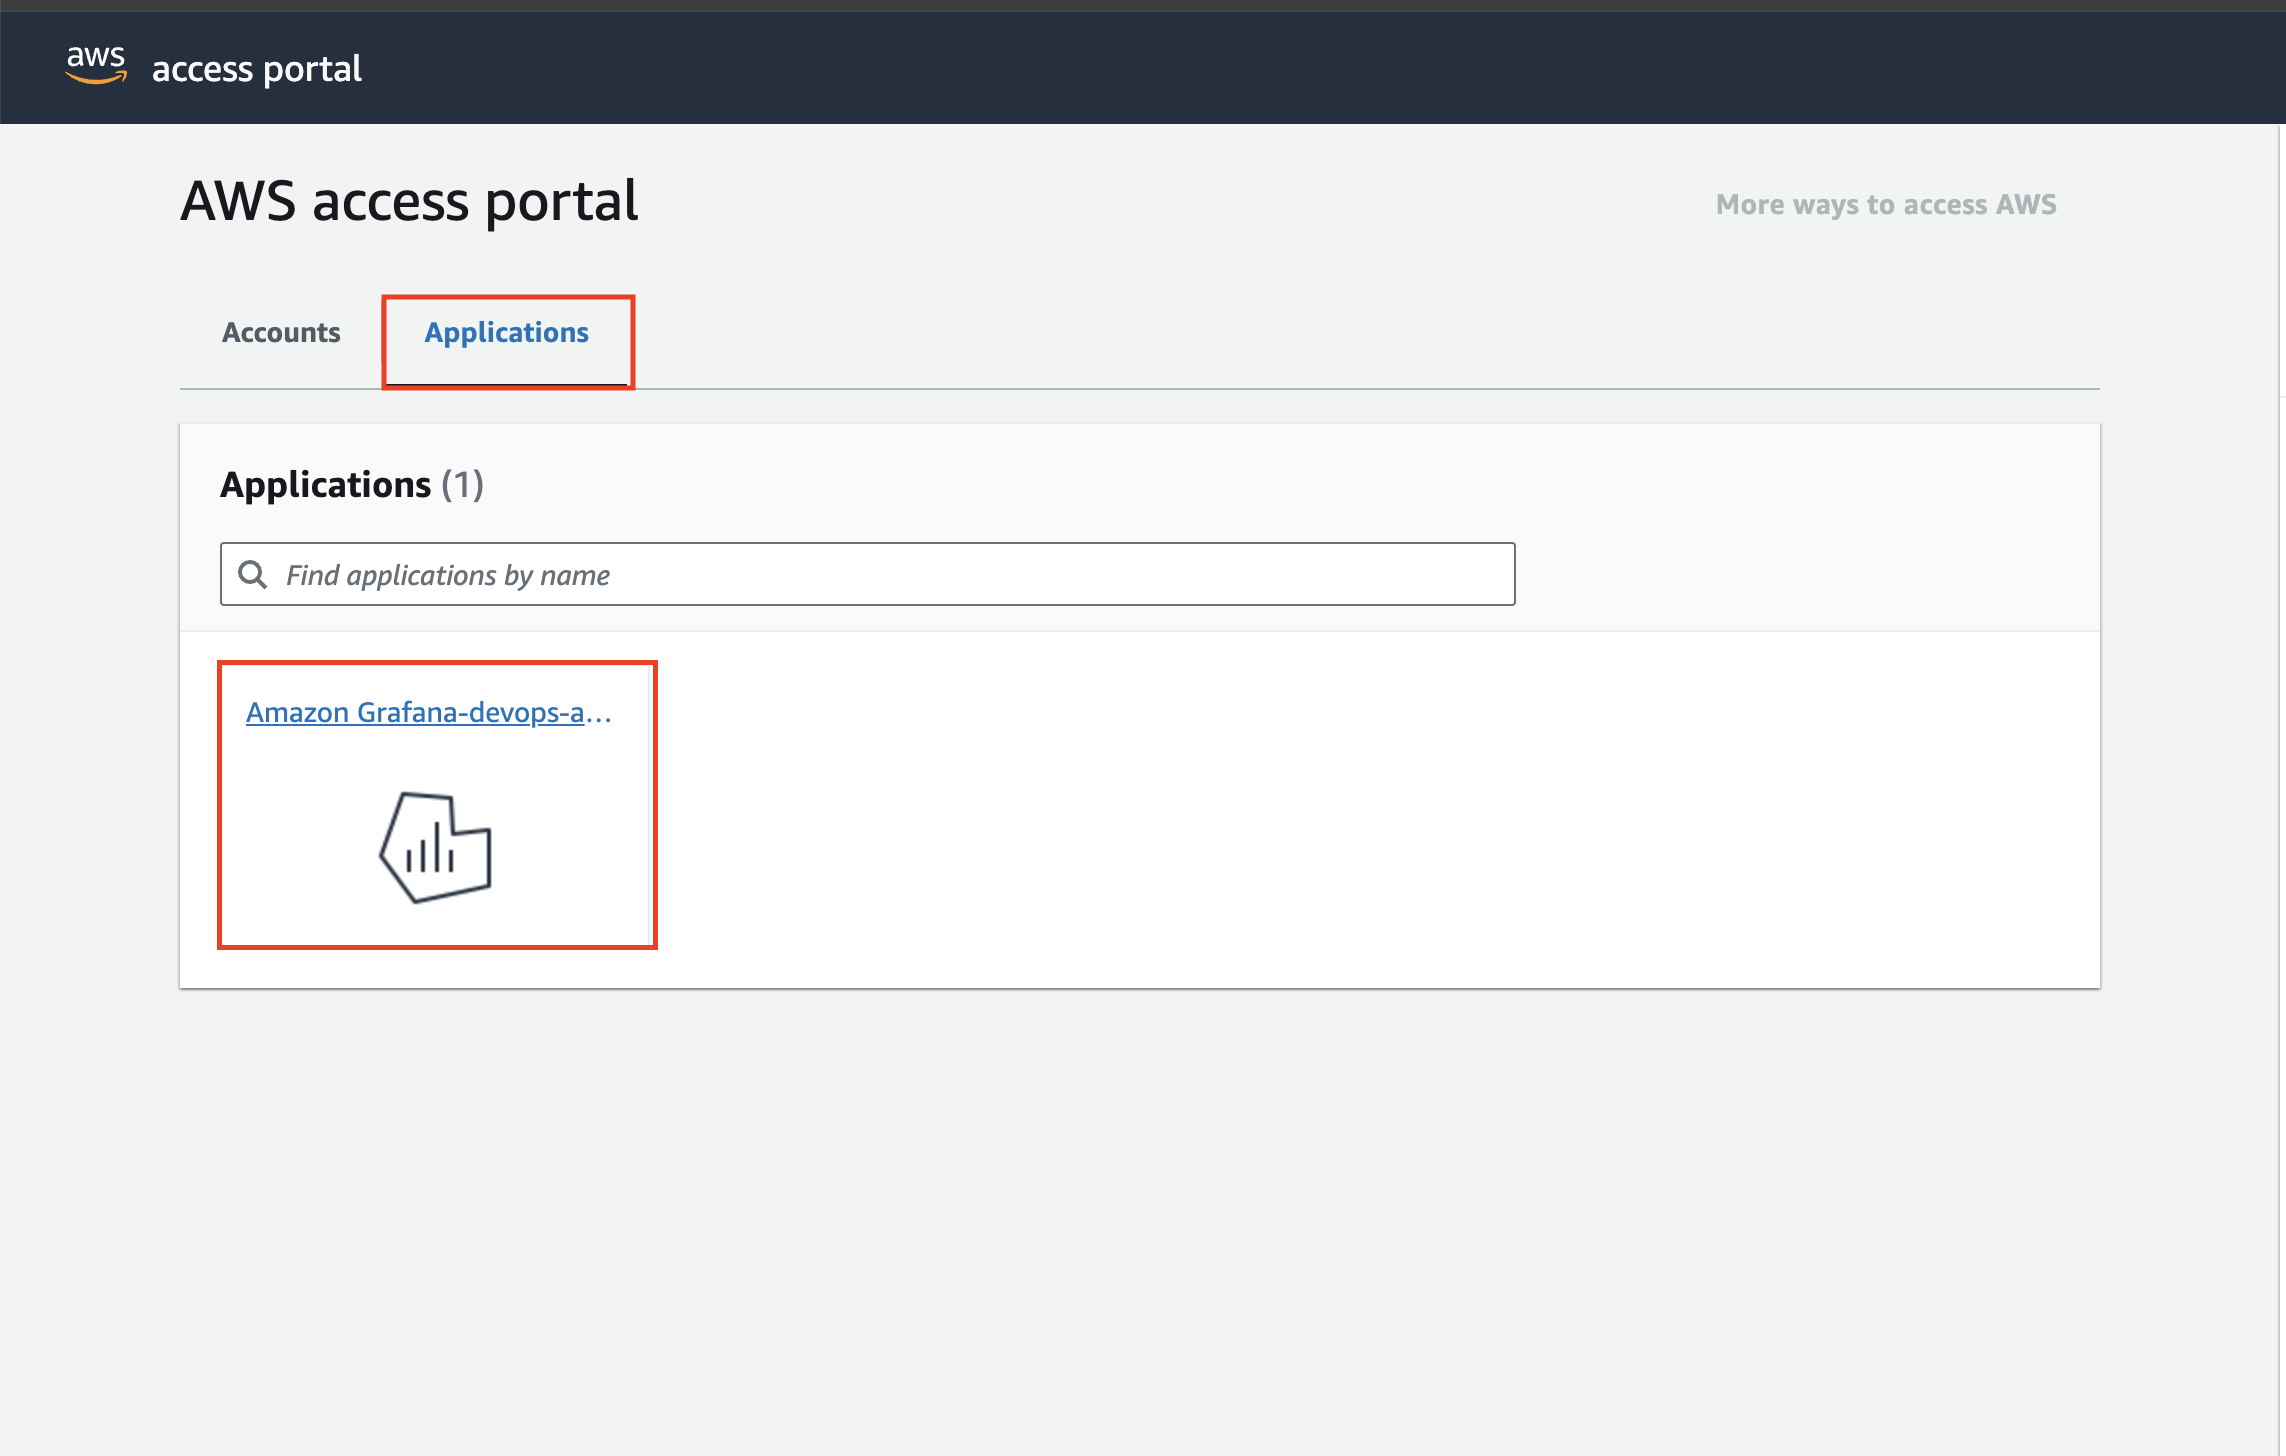 aws access portal
AWS access portal
More ways to access AWS
Accounts
Applications
Applications (1)
Find applications by name
Amazon Grafana-devops-a...